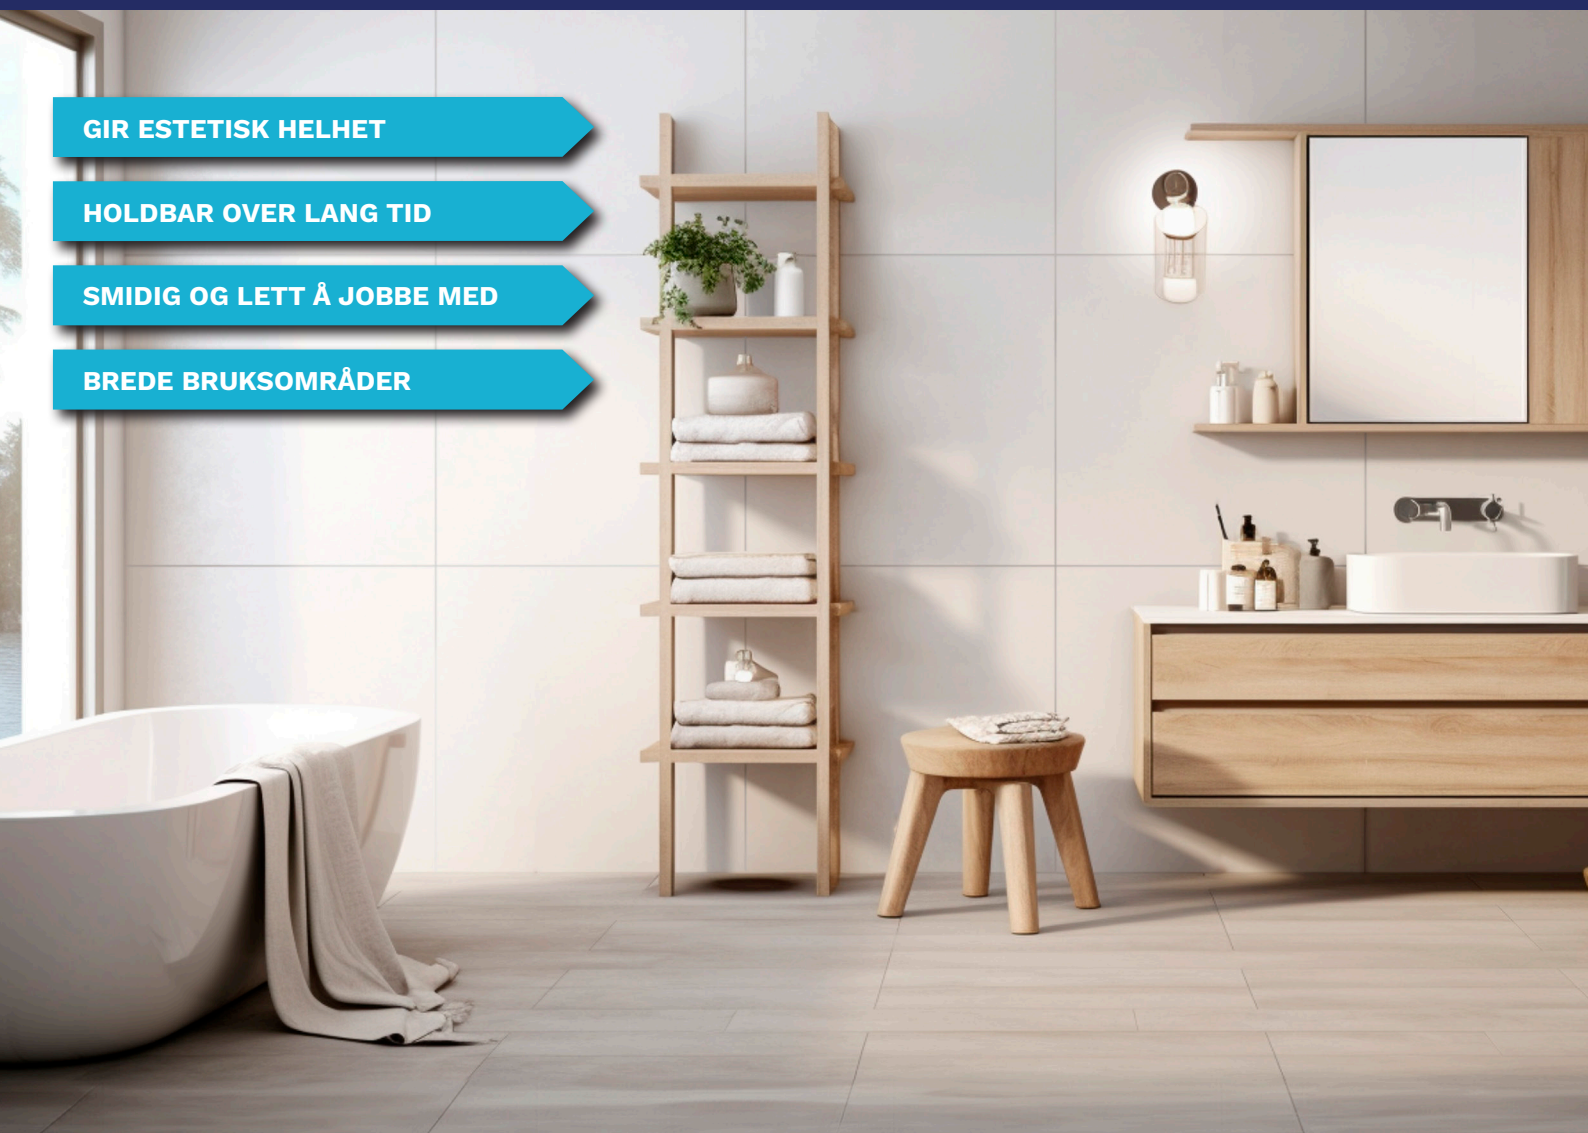 GIR ESTETISK HELHET
HOLDBAR OVER LANG TID
SMIDIG OG LETT Å JOBBE MED
BREDE BRUKSOMRÅDER